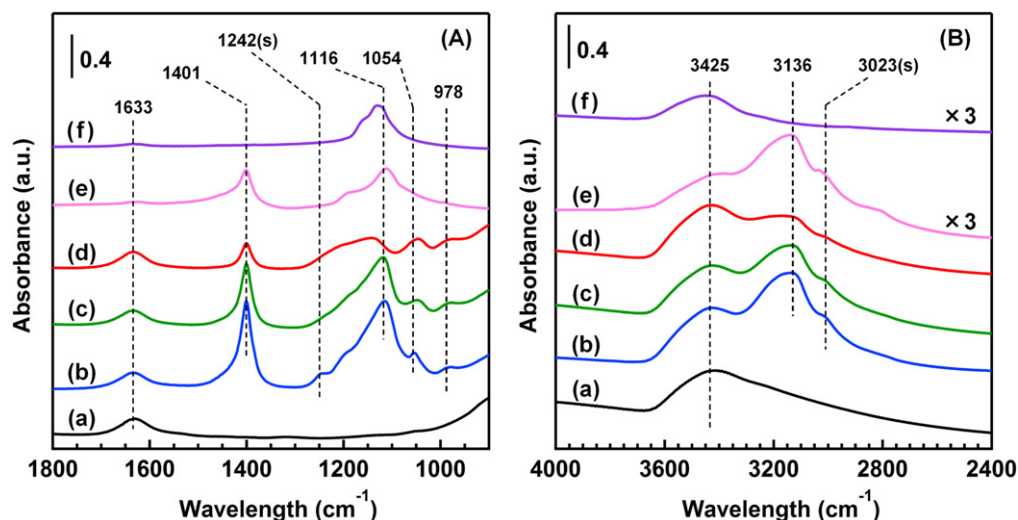 0.4
1242(s)
(A)
1116
1054
1401
978
1633
(f)
(e)
(d)
(c)
(b)
(a)
Absorbance (a.u.)
1800 1600 1400 1200 1000
Wavelength (cm⁻¹)
0.4
(B)
3425 3136
3023(s)
(f)
×3
(e)
×3
(d)
(c)
(b)
(a)
Absorbance (a.u.)
4000 3600 3200 2800 2400
Wavelength (cm⁻¹)